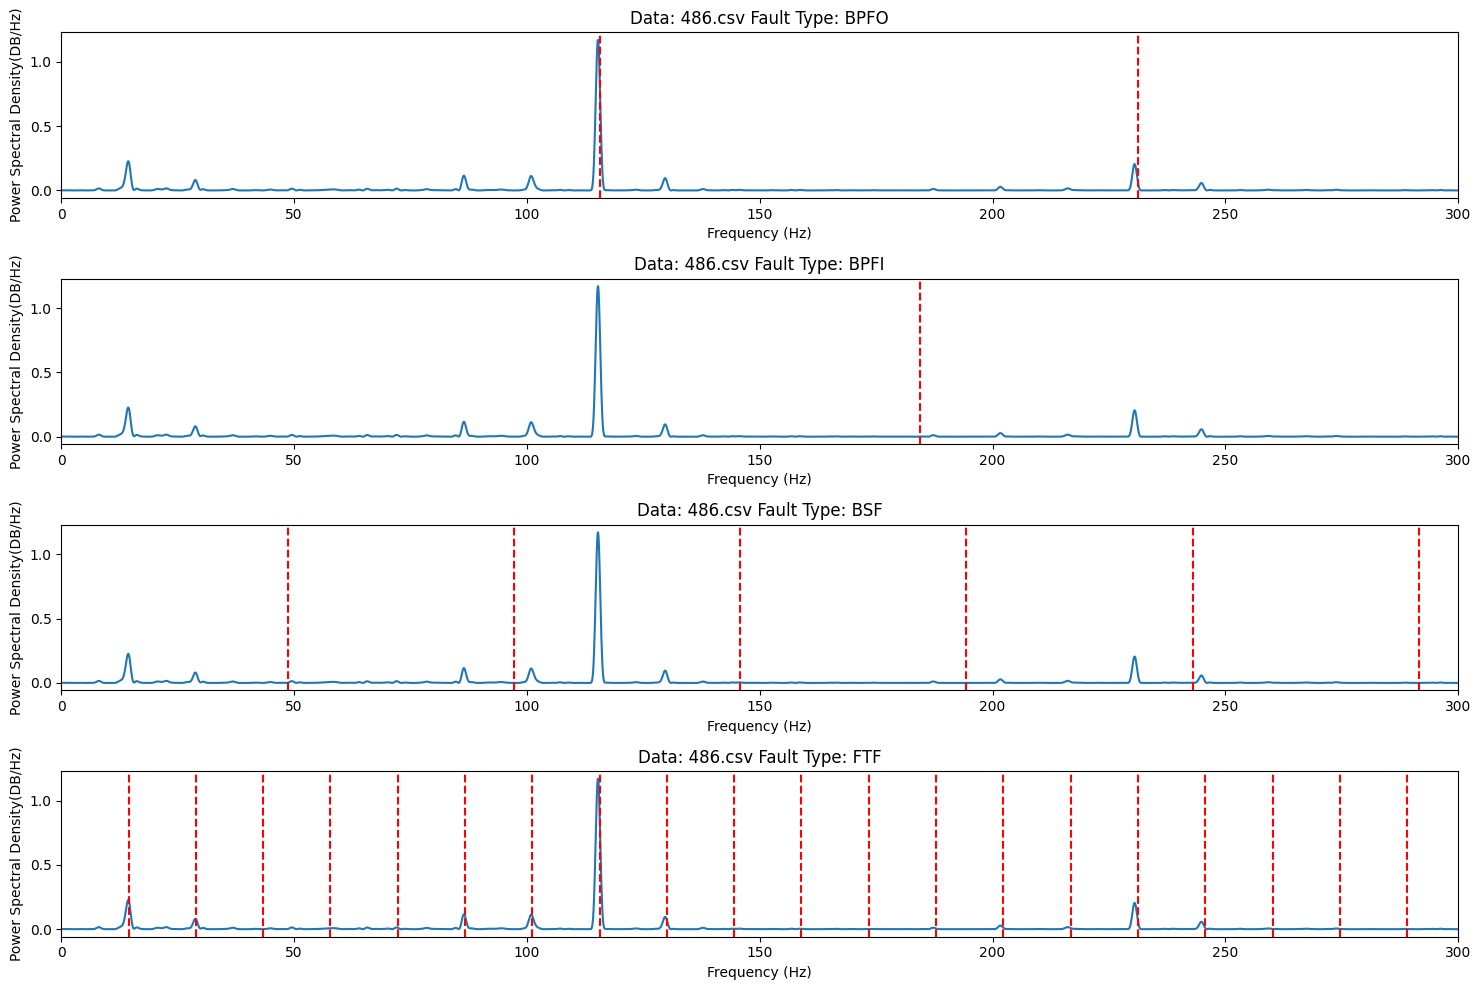 Data: 486.csv Fault Type: BPFO
Power Spectral Density(DB/Hz)
1.0
0.5
0.0
0 50 100 150 200 250 300
Frequency (Hz)
Data: 486.csv Fault Type: BPFI
Power Spectral Density(DB/Hz)
1.0
0.5
0.0
0 50 100 150 200 250 300
Frequency (Hz)
Data: 486.csv Fault Type: BSF
Power Spectral Density(DB/Hz)
1.0
0.5
0.0
0 50 100 150 200 250 300
Frequency (Hz)
Data: 486.csv Fault Type: FTF
Power Spectral Density(DB/Hz)
1.0
0.5
0.0
0 50 100 150 200 250 300
Frequency (Hz)